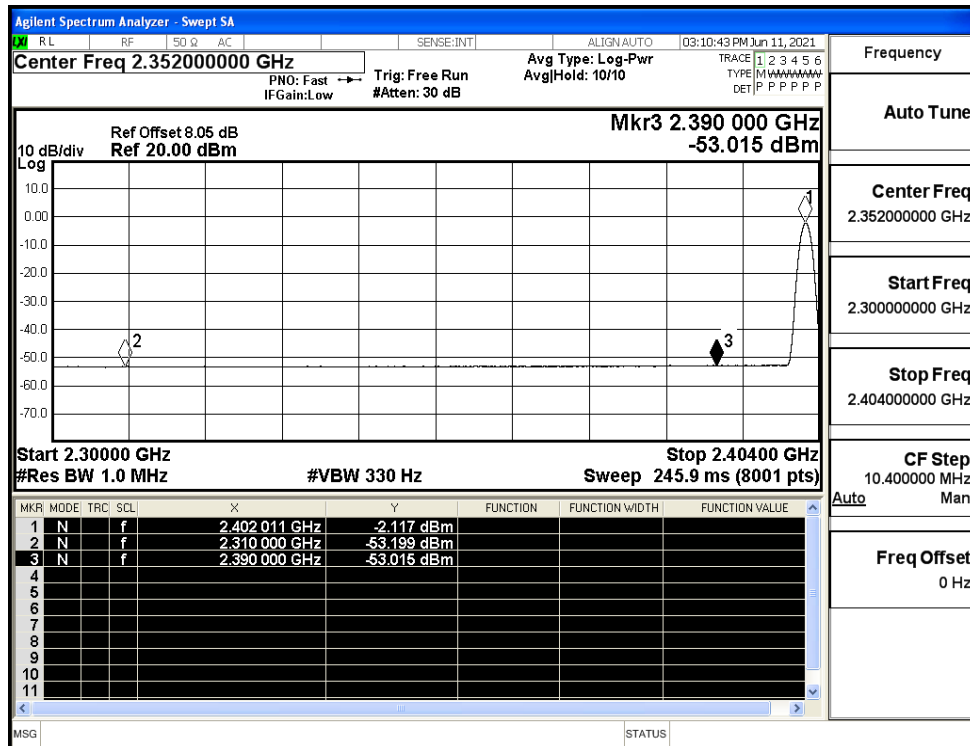 Agilent Spectrum Analyzer - Swept SA
LXI RL RF 50 Ω AC SENSE:INT ALIGN AUTO 03:10:43 PM Jun 11, 2021
Center Freq 2.352000000 GHz
PNO: Fast
IFGain:Low
Trig: Free Run
#Atten: 30 dB
Avg Type: Log-Pwr
Avg|Hold: 10/10
TRACE 1 2 3 4 5 6
TYPE M WWWWW
DET P P P P P P
Frequency
Auto Tune
Center Freq
2.352000000 GHz
Start Freq
2.300000000 GHz
Stop Freq
2.404000000 GHz
CF Step
10.400000 MHz
Auto Man
Freq Offset
0 Hz
Mkr3 2.390 000 GHz
-53.015 dBm
Ref Offset 8.05 dB
10 dB/div Ref 20.00 dBm
Log
10.0
0.00
-10.0
-20.0
-30.0
-40.0
-50.0
-60.0
-70.0
1
2
3
Start 2.30000 GHz Stop 2.40400 GHz
#Res BW 1.0 MHz #VBW 330 Hz Sweep 245.9 ms (8001 pts)
MKR MODE TRC SCL X Y FUNCTION FUNCTION WIDTH FUNCTION VALUE
1 N f 2.402 011 GHz -2.117 dBm
2 N f 2.310 000 GHz -53.199 dBm
3 N f 2.390 000 GHz -53.015 dBm
4
5
6
7
8
9
10
11
MSG STATUS